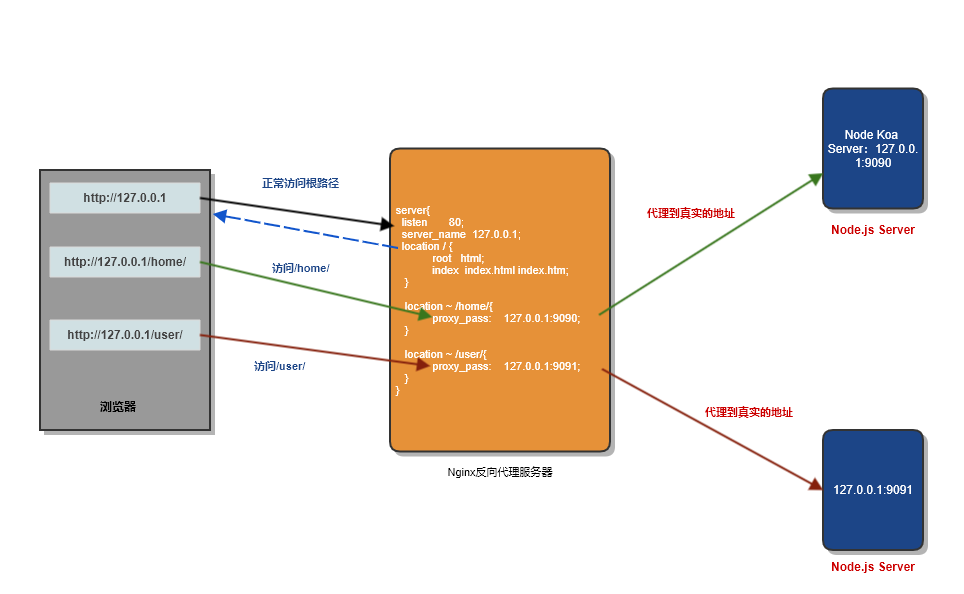 http://127.0.0.1
http://127.0.0.1/home/
http://127.0.0.1/user/
浏览器
正常访问根路径
访问/home/
访问/user/
server{
listen 80;
server_name 127.0.0.1;
location / {
root html;
index index.html index.htm;
}
location ~ /home/{
proxy_pass: 127.0.0.1:9090;
}
location ~ /user/{
proxy_pass: 127.0.0.1:9091;
}
}
Nginx反向代理服务器
代理到真实的地址
代理到真实的地址
Node Koa
Server：127.0.0.
1:9090
Node.js Server
127.0.0.1:9091
Node.js Server